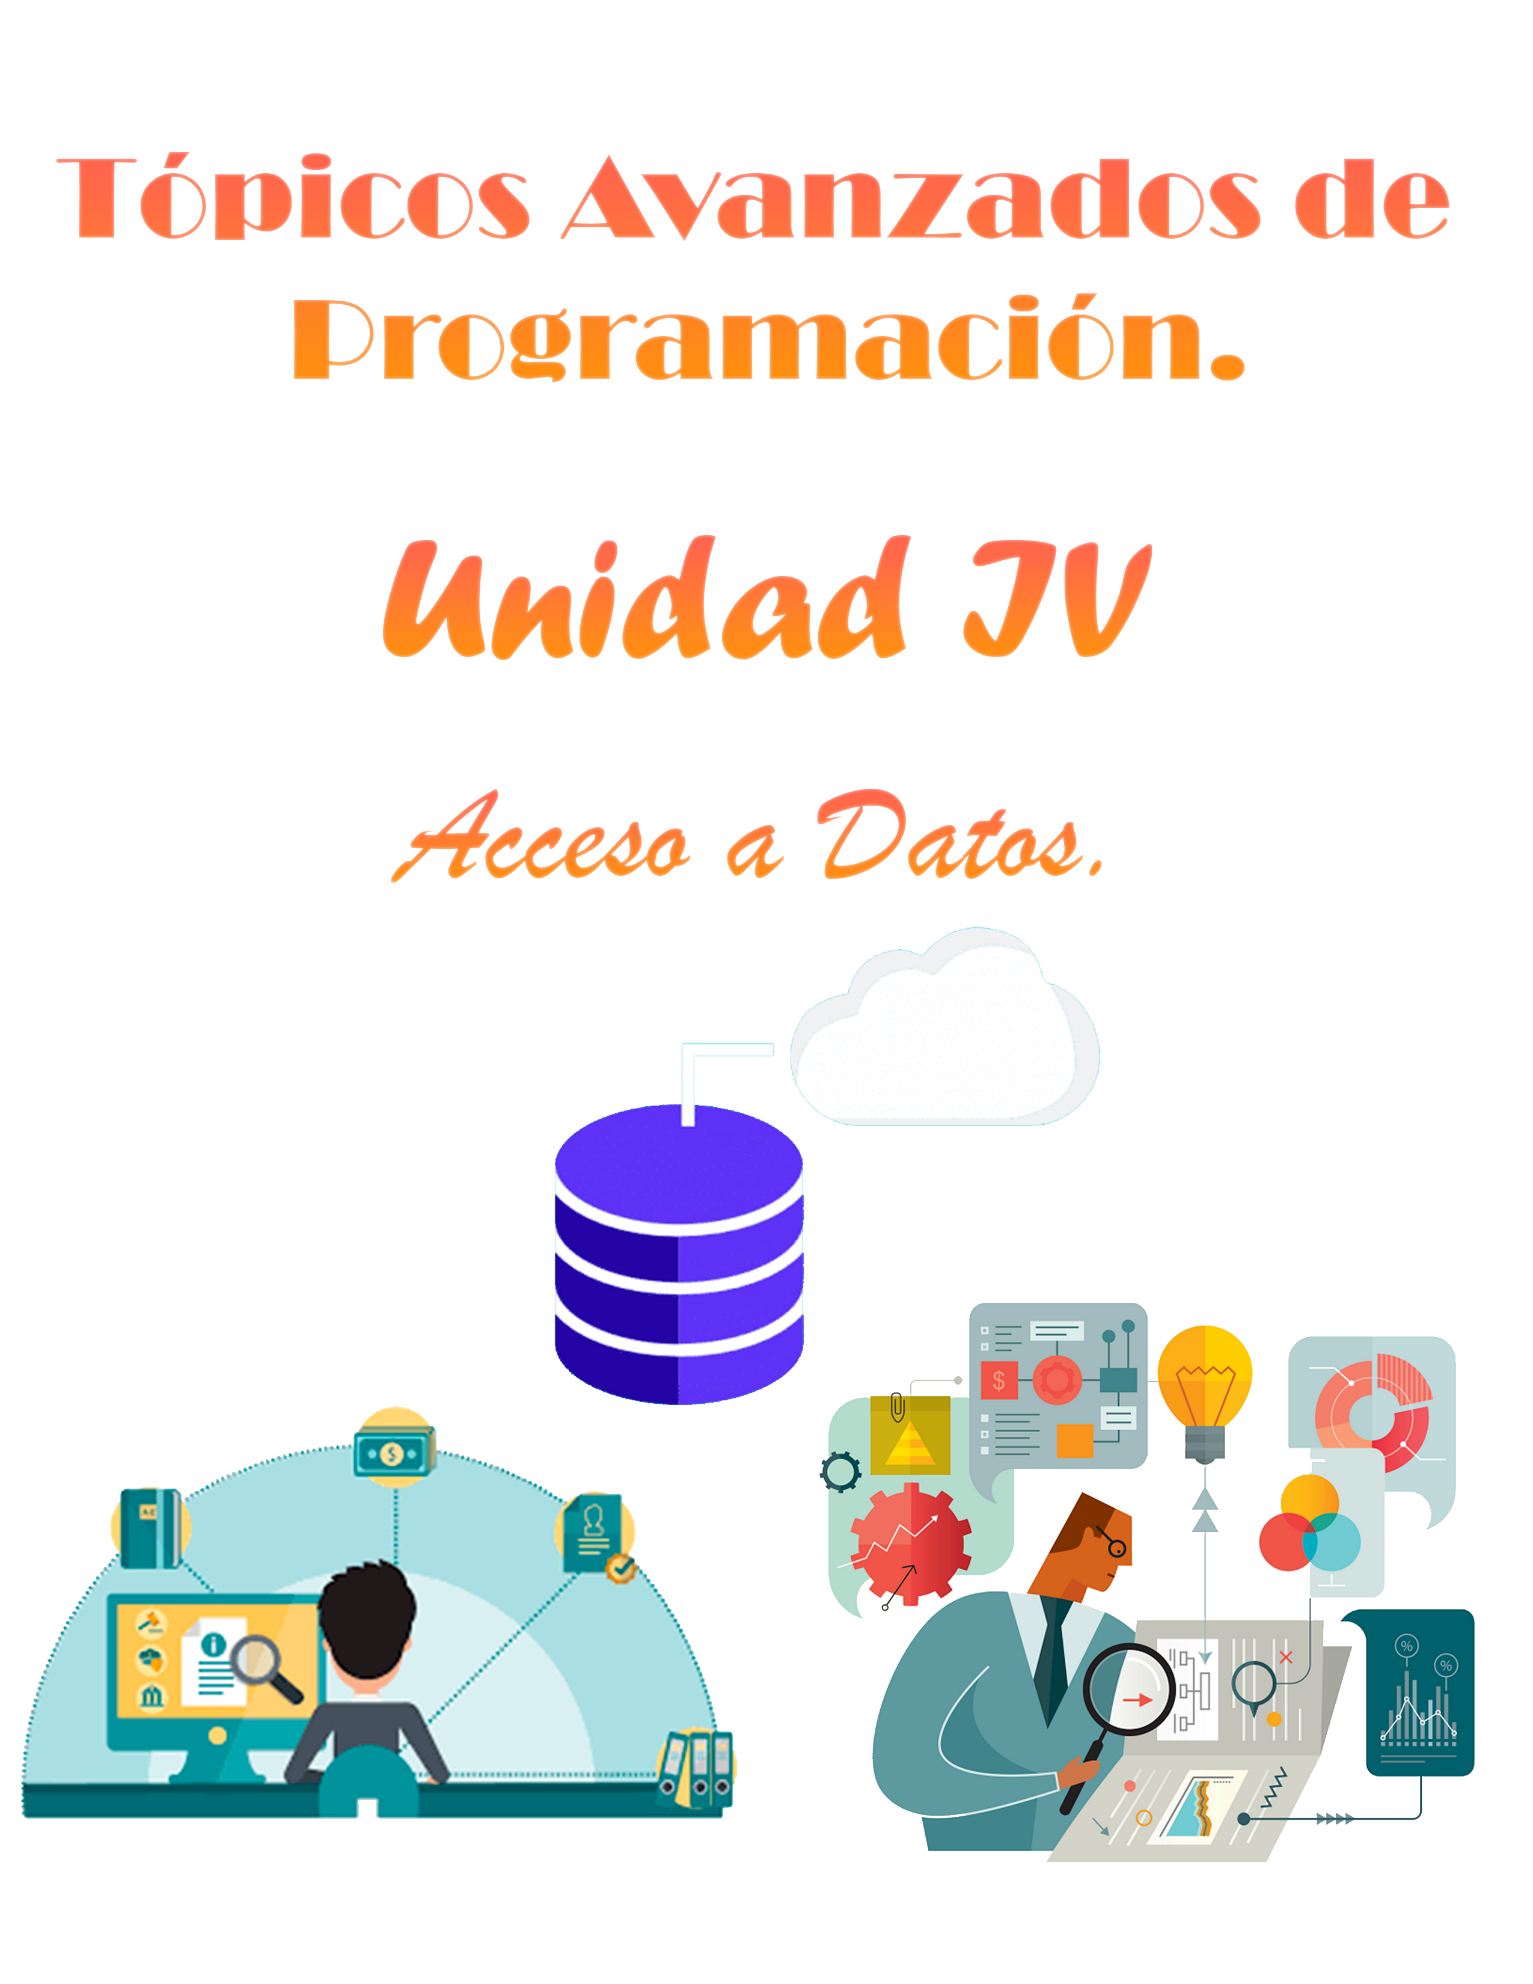 Tópicos Avanzados de
Programación.
Unidad IV
Acceso a Datos.
$
$
%
%